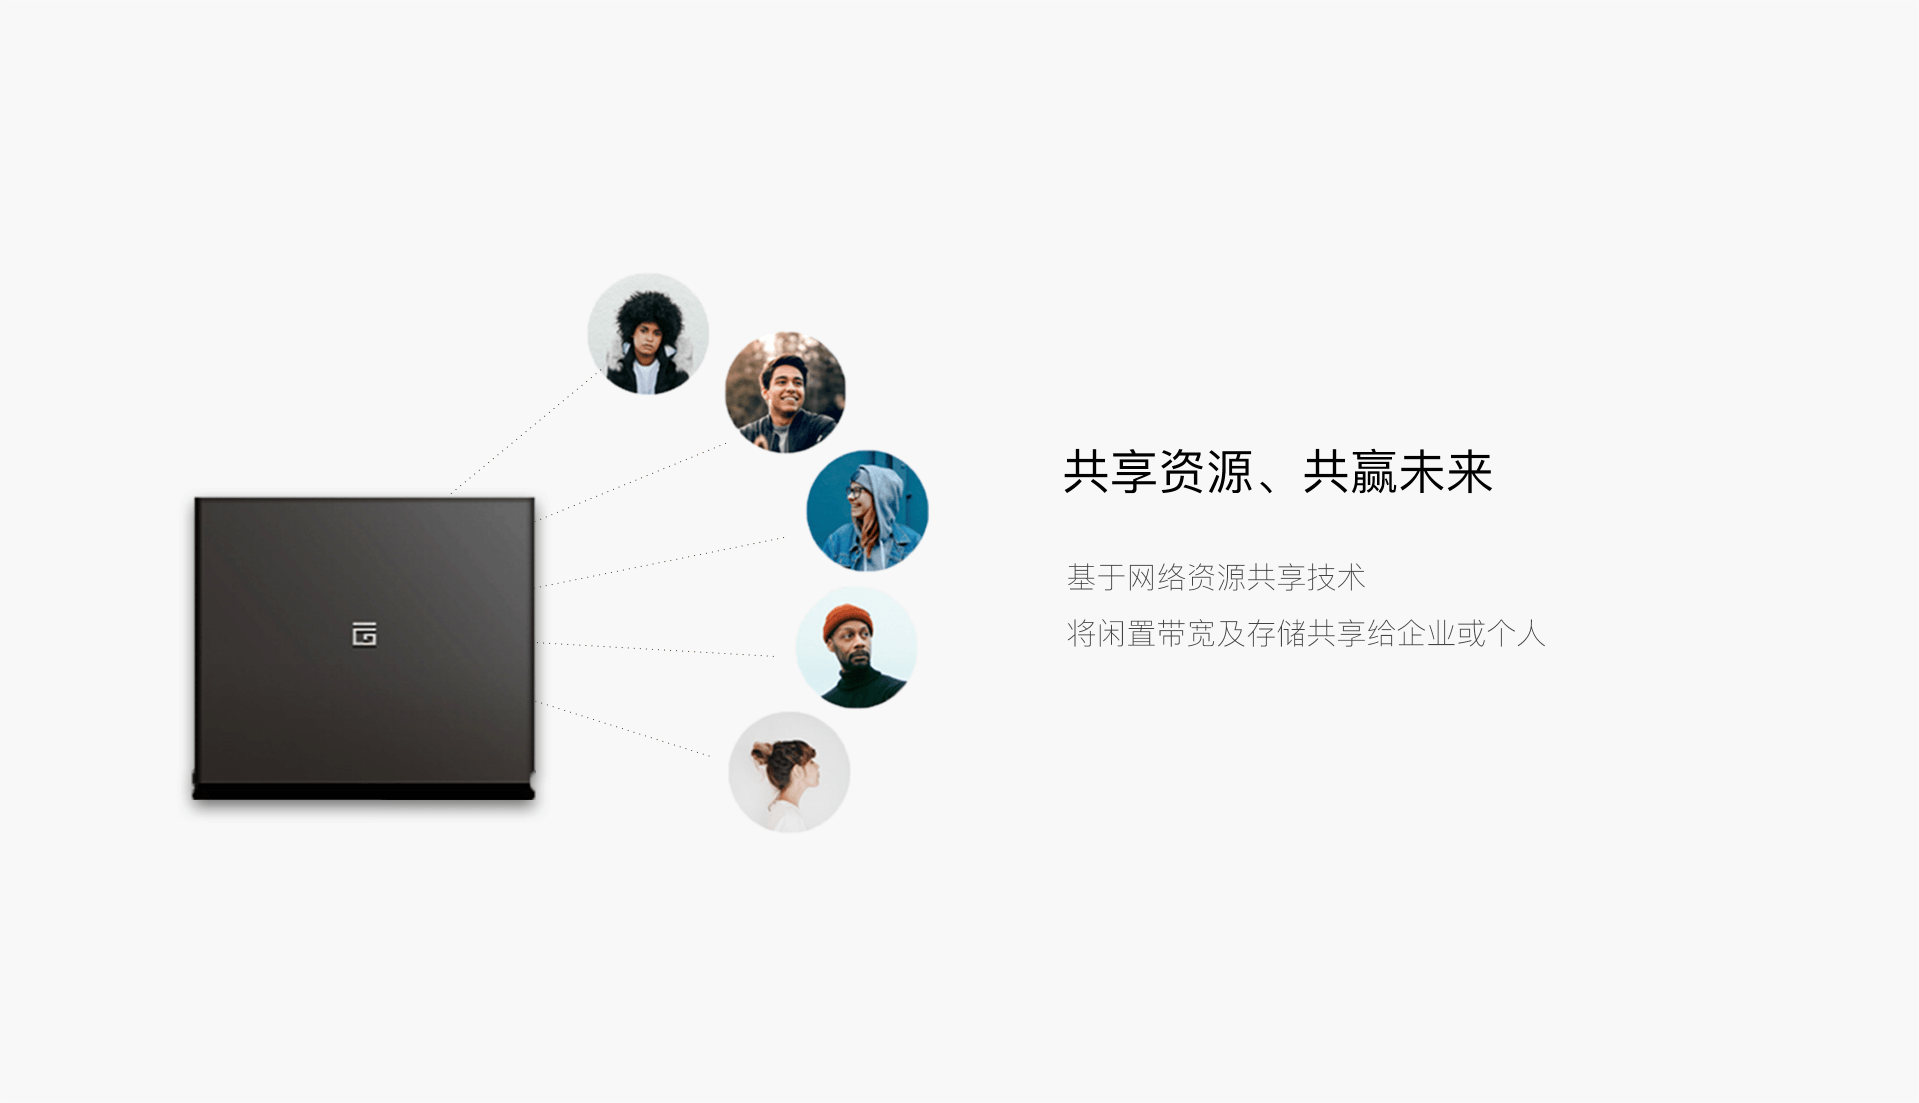 共享资源、共赢未来
基于网络资源共享技术
将闲置带宽及存储共享给企业或个人